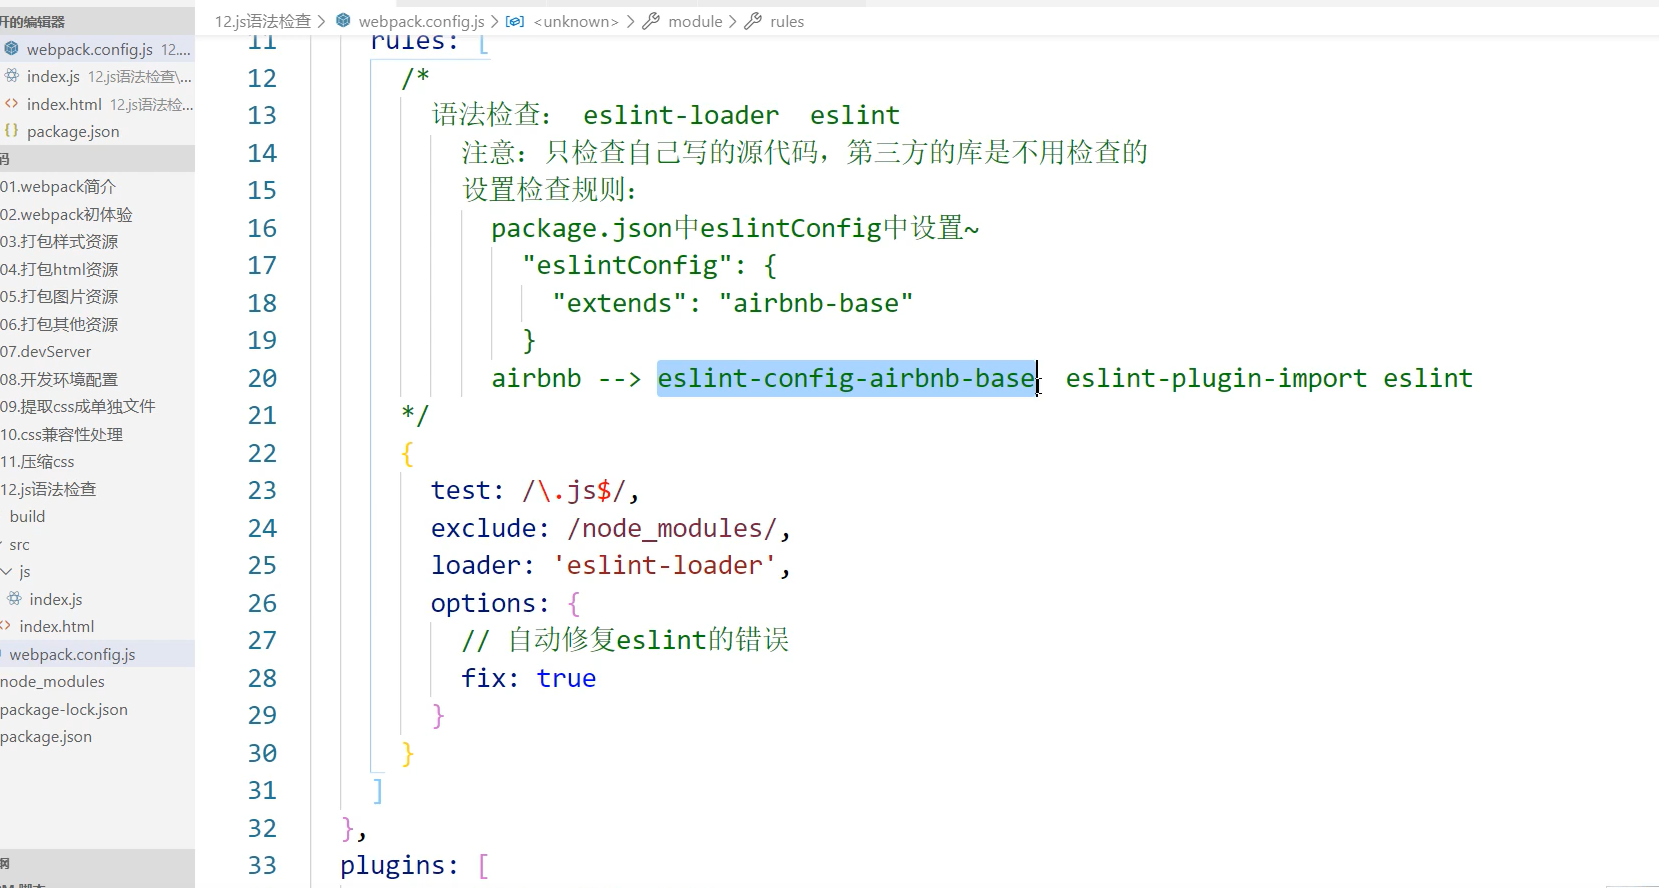 开的编辑器
webpack.config.js 12....
index.js 12.js语法检查\...
index.html 12.js语法检...
package.json
码
01.webpack简介
02.webpack初体验
03.打包样式资源
04.打包html资源
05.打包图片资源
06.打包其他资源
07.devServer
08.开发环境配置
09.提取css成单独文件
10.css兼容性处理
11.压缩css
12.js语法检查
build
src
js
index.js
index.html
webpack.config.js
node_modules
package-lock.json
package.json
纲
12.js语法检查 > webpack.config.js > <unknown> > module > rules
11 rules: [
12 /*
13 语法检查: eslint-loader eslint
14 注意：只检查自己写的源代码，第三方的库是不用检查的
15 设置检查规则：
16 package.json中eslintConfig中设置~
17 "eslintConfig": {
18 "extends": "airbnb-base"
19 }
20 airbnb --> eslint-config-airbnb-base eslint-plugin-import eslint
21 */
22 {
23 test: /\.js$/,
24 exclude: /node_modules/,
25 loader: 'eslint-loader',
26 options: {
27 // 自动修复eslint的错误
28 fix: true
29 }
30 }
31 ]
32 },
33 plugins: [